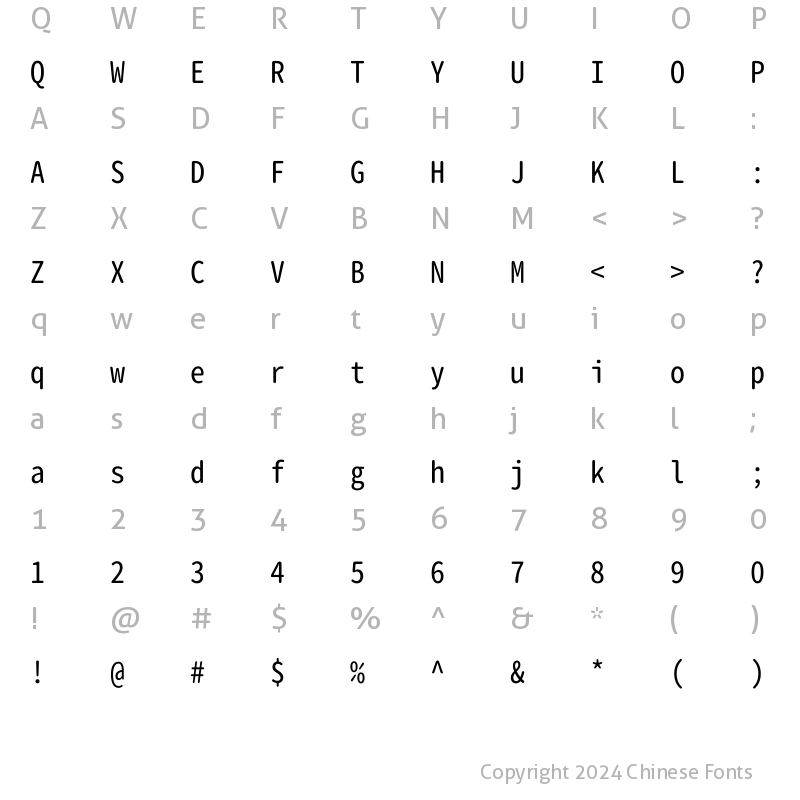 Q W E R T Y U I O P
Q W E R T Y U I O P
A S D F G H J K L :
A S D F G H J K L :
Z X C V B N M < > ?
Z X C V B N M < > ?
q w e r t y u i o p
q w e r t y u i o p
a s d f g h j k l ;
a s d f g h j k l ;
1 2 3 4 5 6 7 8 9 0
1 2 3 4 5 6 7 8 9 0
! @ # $ % ^ & * ( )
! @ # $ % ^ & * ( )
Copyright 2024 Chinese Fonts